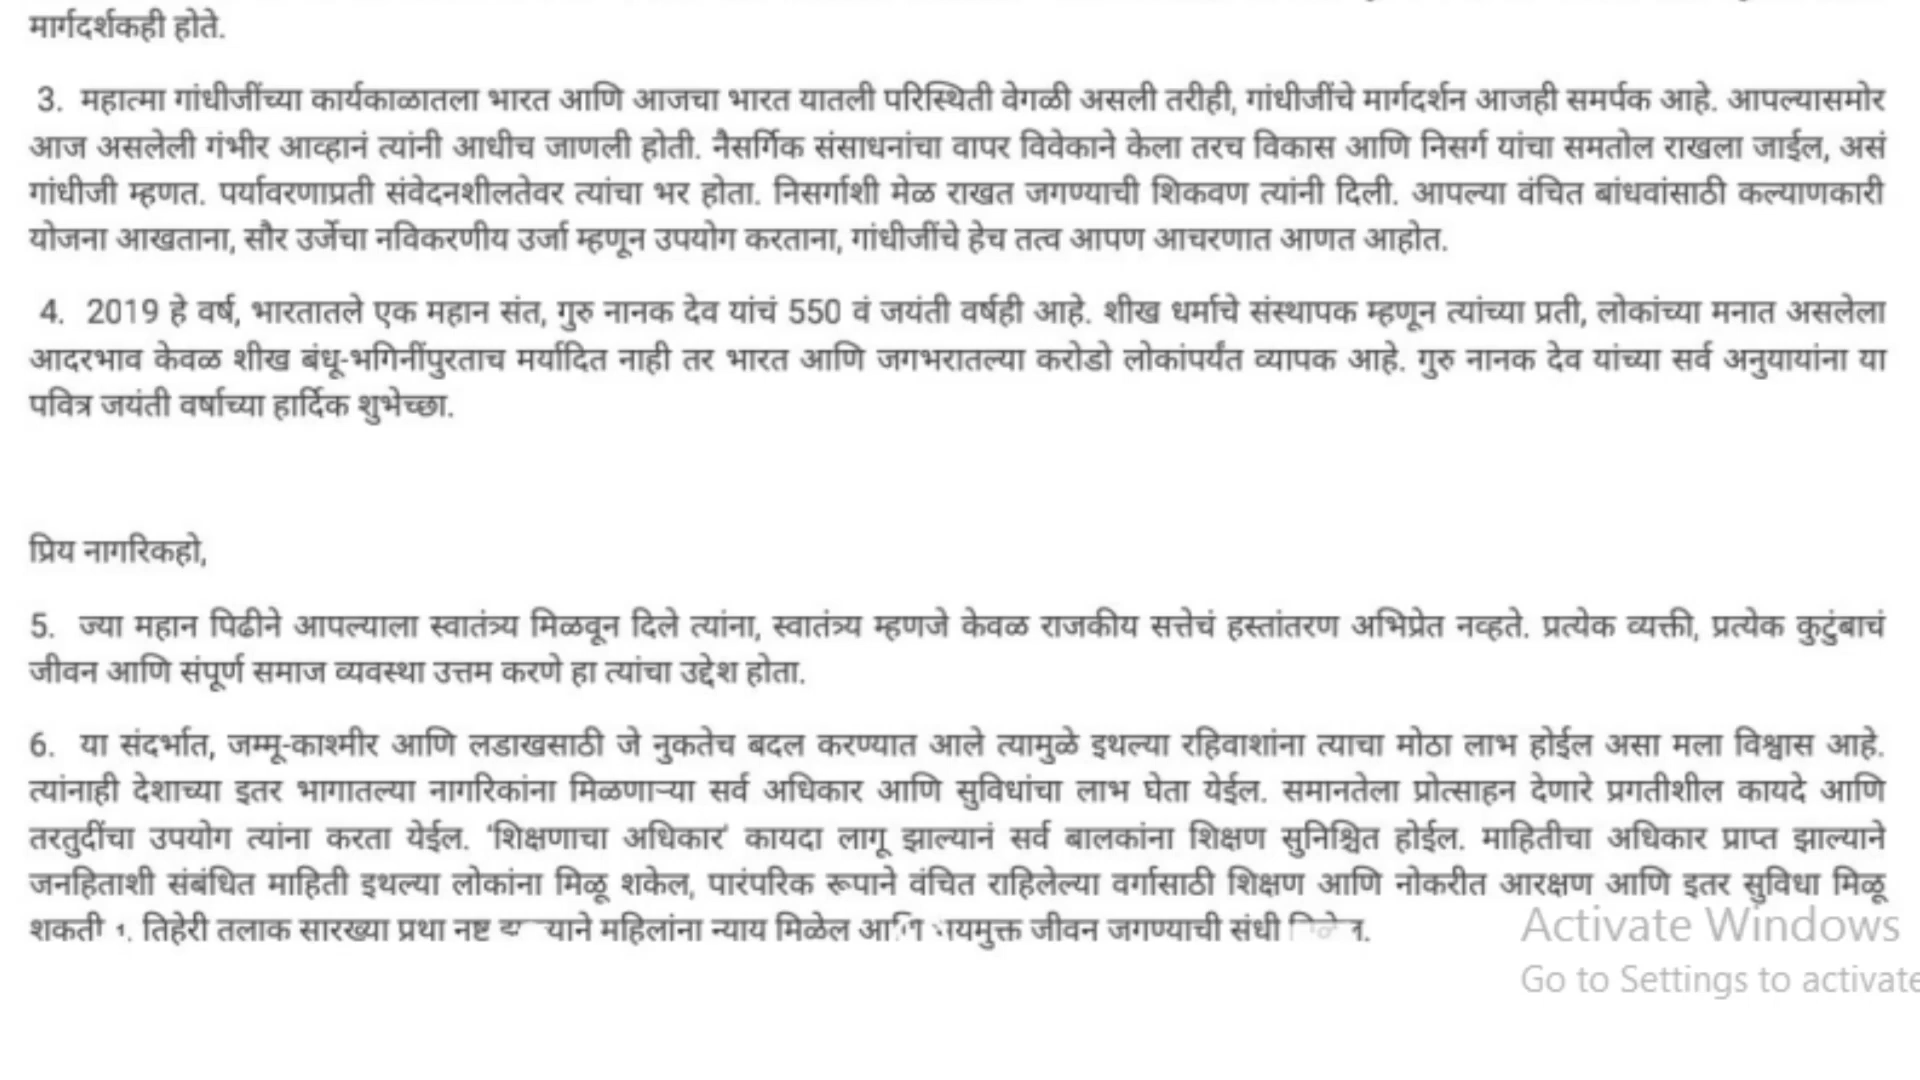 मार्गदर्शकही होते.
3. महात्मा गांधीजींच्या कार्यकाळातला भारत आणि आजचा भारत यातली परिस्थिती वेगळी असली तरीही, गांधीजींचे मार्गदर्शन आजही समर्पक आहे. आपल्यासमोर
आज असलेली गंभीर आव्हानं त्यांनी आधीच जाणली होती. नैसर्गिक संसाधनांचा वापर विवेकाने केला तरच विकास आणि निसर्ग यांचा समतोल राखला जाईल, असं
गांधीजी म्हणत. पर्यावरणाप्रती संवेदनशीलतेवर त्यांचा भर होता. निसर्गाशी मेळ राखत जगण्याची शिकवण त्यांनी दिली. आपल्या वंचित बांधवांसाठी कल्याणकारी
योजना आखताना, सौर उर्जेचा नविकरणीय उर्जा म्हणून उपयोग करताना, गांधीजींचे हेच तत्व आपण आचरणात आणत आहोत.
4. 2019 हे वर्ष, भारतातले एक महान संत, गुरु नानक देव यांचं 550 वं जयंती वर्षही आहे. शीख धर्माचे संस्थापक म्हणून त्यांच्या प्रती, लोकांच्या मनात असलेला
आदरभाव केवळ शीख बंधू-भगिनींपुरताच मर्यादित नाही तर भारत आणि जगभरातल्या करोडो लोकांपर्यंत व्यापक आहे. गुरु नानक देव यांच्या सर्व अनुयायांना या
पवित्र जयंती वर्षाच्या हार्दिक शुभेच्छा.
प्रिय नागरिकहो,
5. ज्या महान पिढीने आपल्याला स्वातंत्र्य मिळवून दिले त्यांना, स्वातंत्र्य म्हणजे केवळ राजकीय सत्तेचं हस्तांतरण अभिप्रेत नव्हते. प्रत्येक व्यक्ती, प्रत्येक कुटुंबाचं
जीवन आणि संपूर्ण समाज व्यवस्था उत्तम करणे हा त्यांचा उद्देश होता.
6. या संदर्भात, जम्मू-काश्मीर आणि लडाखसाठी जे नुकतेच बदल करण्यात आले त्यामुळे इथल्या रहिवाशांना त्याचा मोठा लाभ होईल असा मला विश्वास आहे.
त्यांनाही देशाच्या इतर भागातल्या नागरिकांना मिळणाऱ्या सर्व अधिकार आणि सुविधांचा लाभ घेता येईल. समानतेला प्रोत्साहन देणारे प्रगतीशील कायदे आणि
तरतुदींचा उपयोग त्यांना करता येईल. 'शिक्षणाचा अधिकार' कायदा लागू झाल्यानं सर्व बालकांना शिक्षण सुनिश्चित होईल. माहितीचा अधिकार प्राप्त झाल्याने
जनहिताशी संबंधित माहिती इथल्या लोकांना मिळू शकेल, पारंपरिक रूपाने वंचित राहिलेल्या वर्गासाठी शिक्षण आणि नोकरीत आरक्षण आणि इतर सुविधा मिळू
तिहेरी तलाक सारख्या प्रथा नष्ट महिलांना न्याय मिळेल जीवन जगण्याची संधी
Activate Windows
Go to Settings to activate